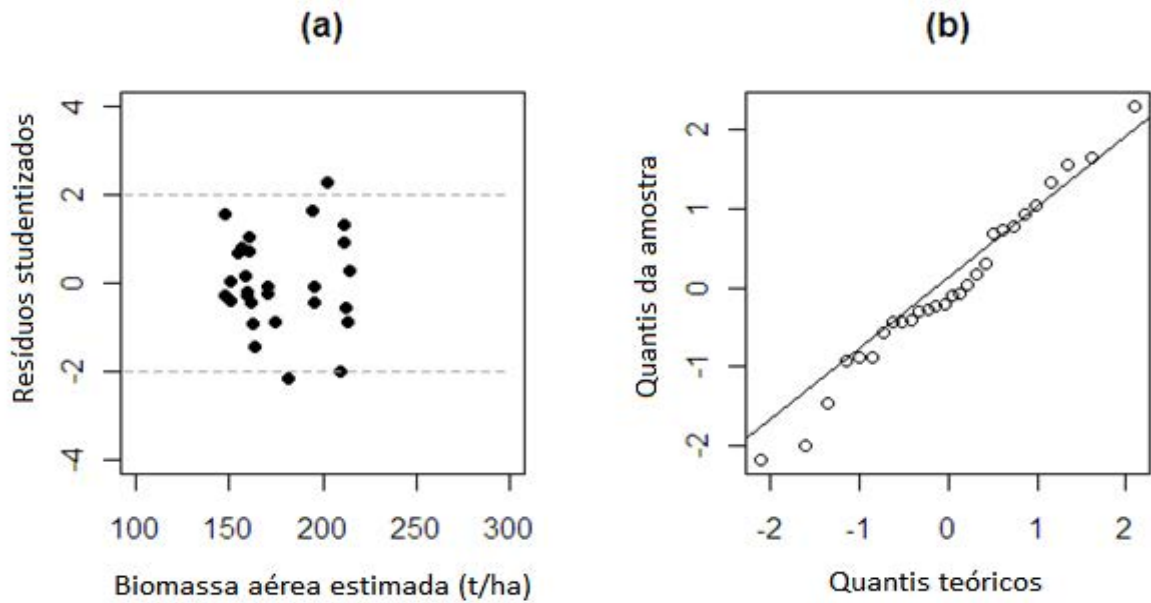 (a)
(b)
Resíduos studentizados
4
2
0
-2
-4
100 150 200 250 300
Biomassa aérea estimada (t/ha)
Quantis da amostra
2
1
0
-1
-2
-2 -1 0 1 2
Quantis teóricos